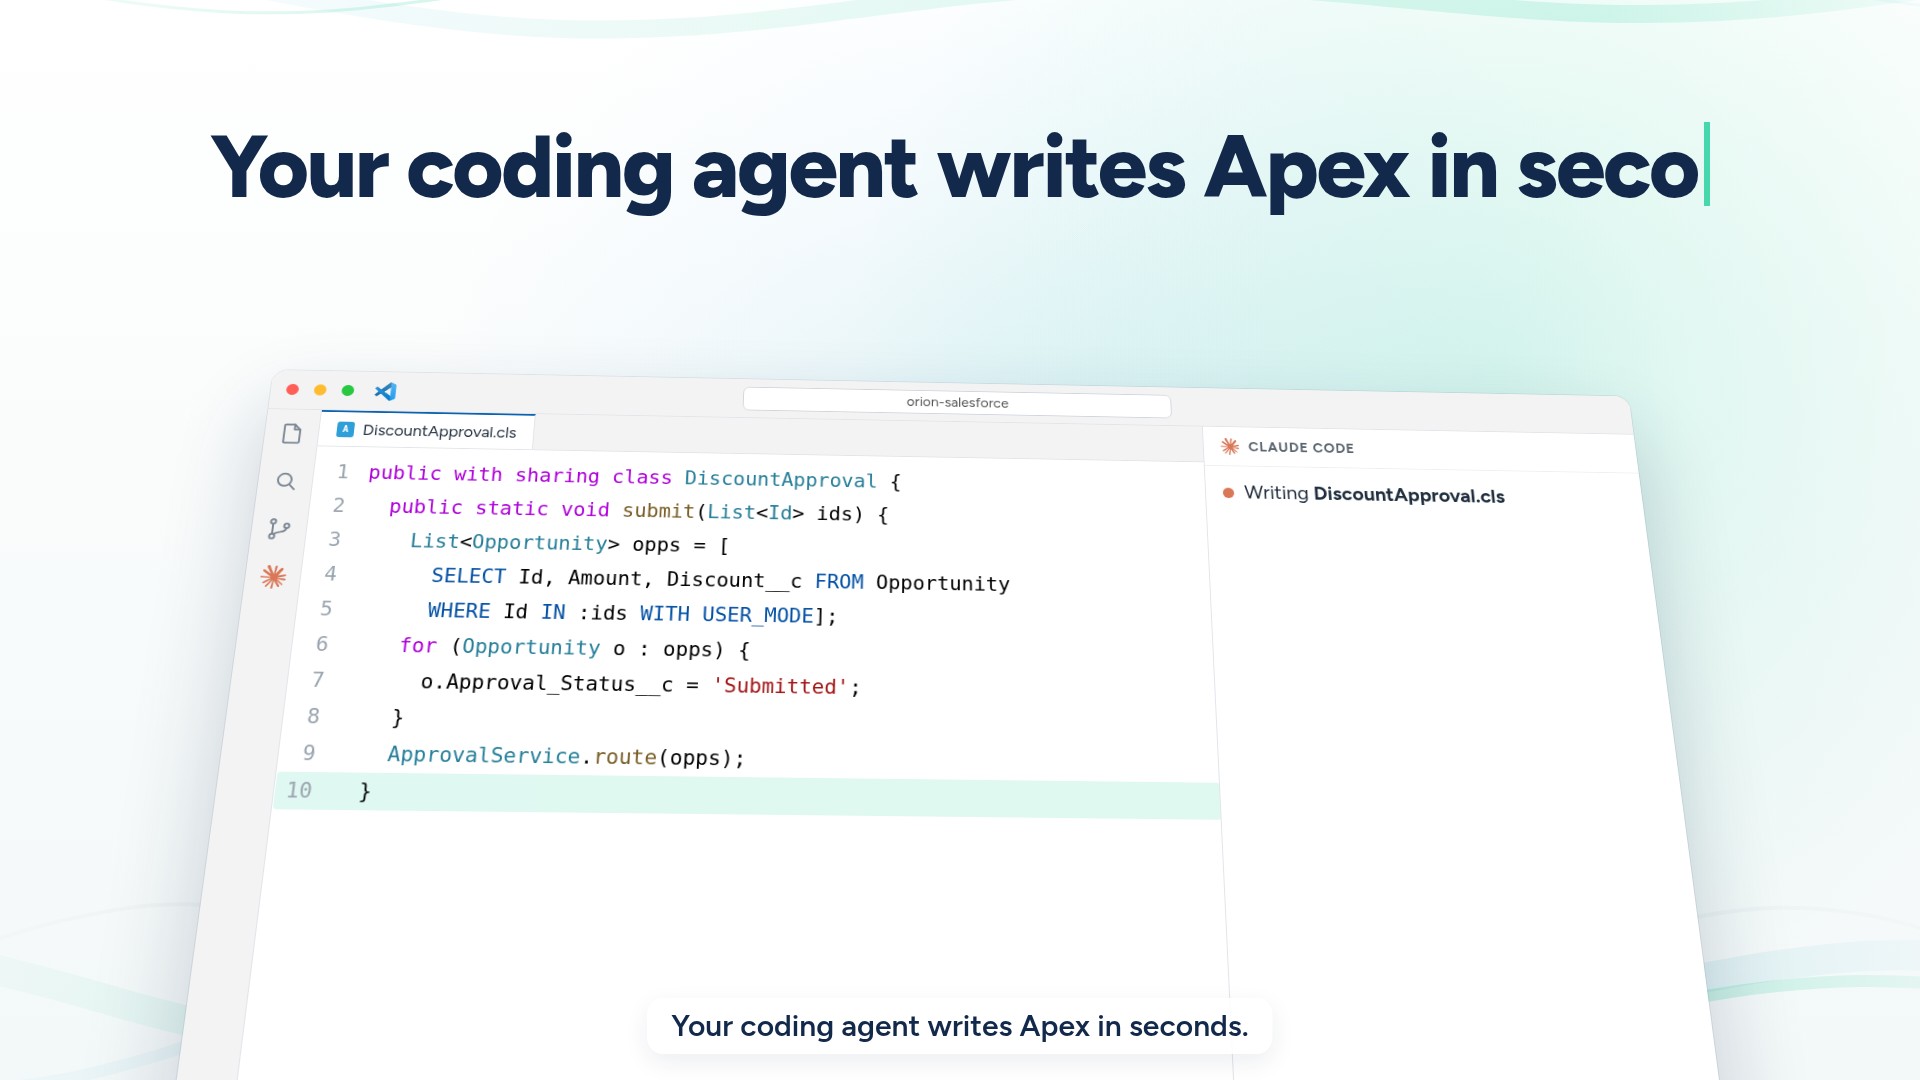 Your coding agent writes Apex in seco
orion-salesforce
A DiscountApproval.cls
1 public with sharing class DiscountApproval {
2 public static void submit(List<Id> ids) {
3 List<Opportunity> opps = [
4 SELECT Id, Amount, Discount__c FROM Opportunity
5 WHERE Id IN :ids WITH USER_MODE];
6 for (Opportunity o : opps) {
7 o.Approval_Status__c = 'Submitted';
8 }
9 ApprovalService.route(opps);
10 }
CLAUDE CODE
Writing DiscountApproval.cls
Your coding agent writes Apex in seconds.